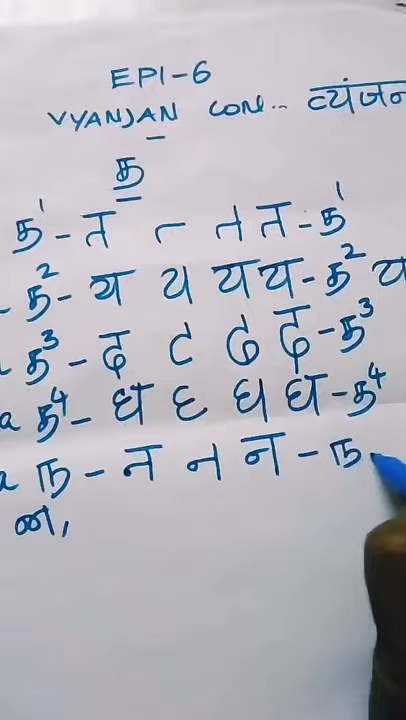 EPI-6
VYANJAN CON... व्यंजन
த
த¹ - त त त - த¹
- த² - य य य य - த² य
த³ - द ट ढ़ द - த³
a த⁴ - ध ध ध ध - த⁴
a ந - न न न - ந
ன,